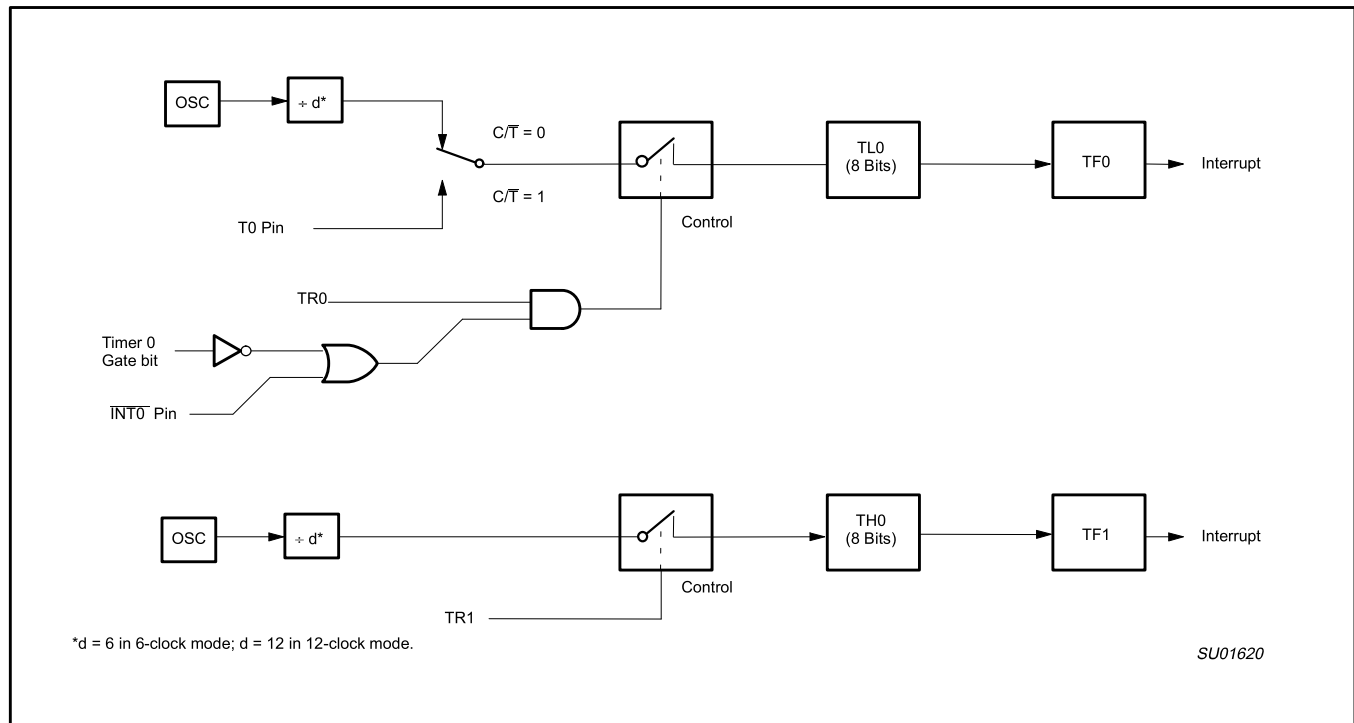 OSC
÷ d*
C/T̅ = 0
C/T̅ = 1
T0 Pin
Control
TL0
(8 Bits)
TF0
Interrupt
TR0
Timer 0
Gate bit
I̅N̅T̅0̅ Pin
OSC
÷ d*
Control
TH0
(8 Bits)
TF1
Interrupt
TR1
*d = 6 in 6-clock mode; d = 12 in 12-clock mode.
SU01620